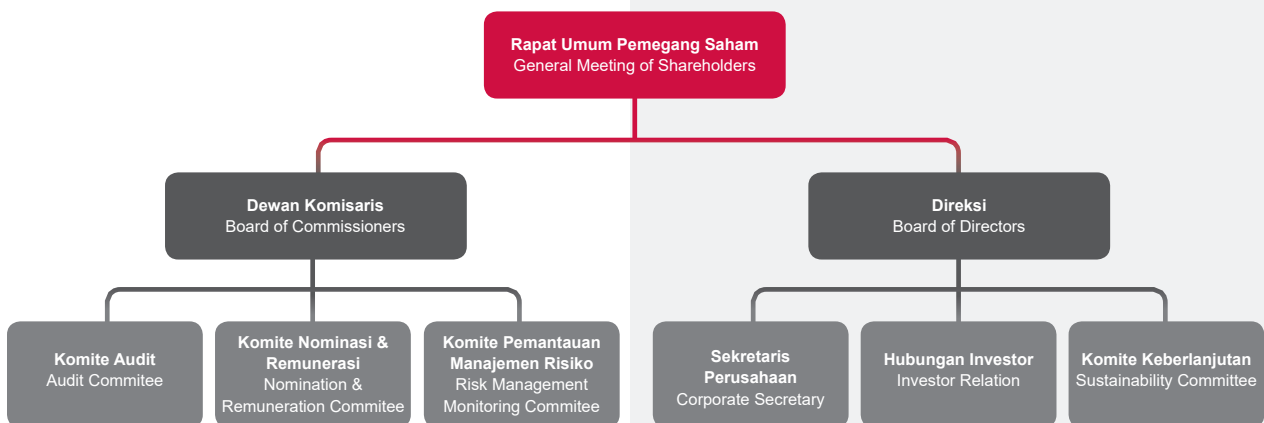 Rapat Umum Pemegang Saham
General Meeting of Shareholders
Dewan Komisaris
Board of Commissioners
Direksi
Board of Directors
Komite Audit
Audit Commitee
Komite Nominasi &
Remunerasi
Nomination &
Remuneration Commitee
Komite Pemantauan
Manajemen Risiko
Risk Management
Monitoring Commitee
Sekretaris
Perusahaan
Corporate Secretary
Hubungan Investor
Investor Relation
Komite Keberlanjutan
Sustainability Committee